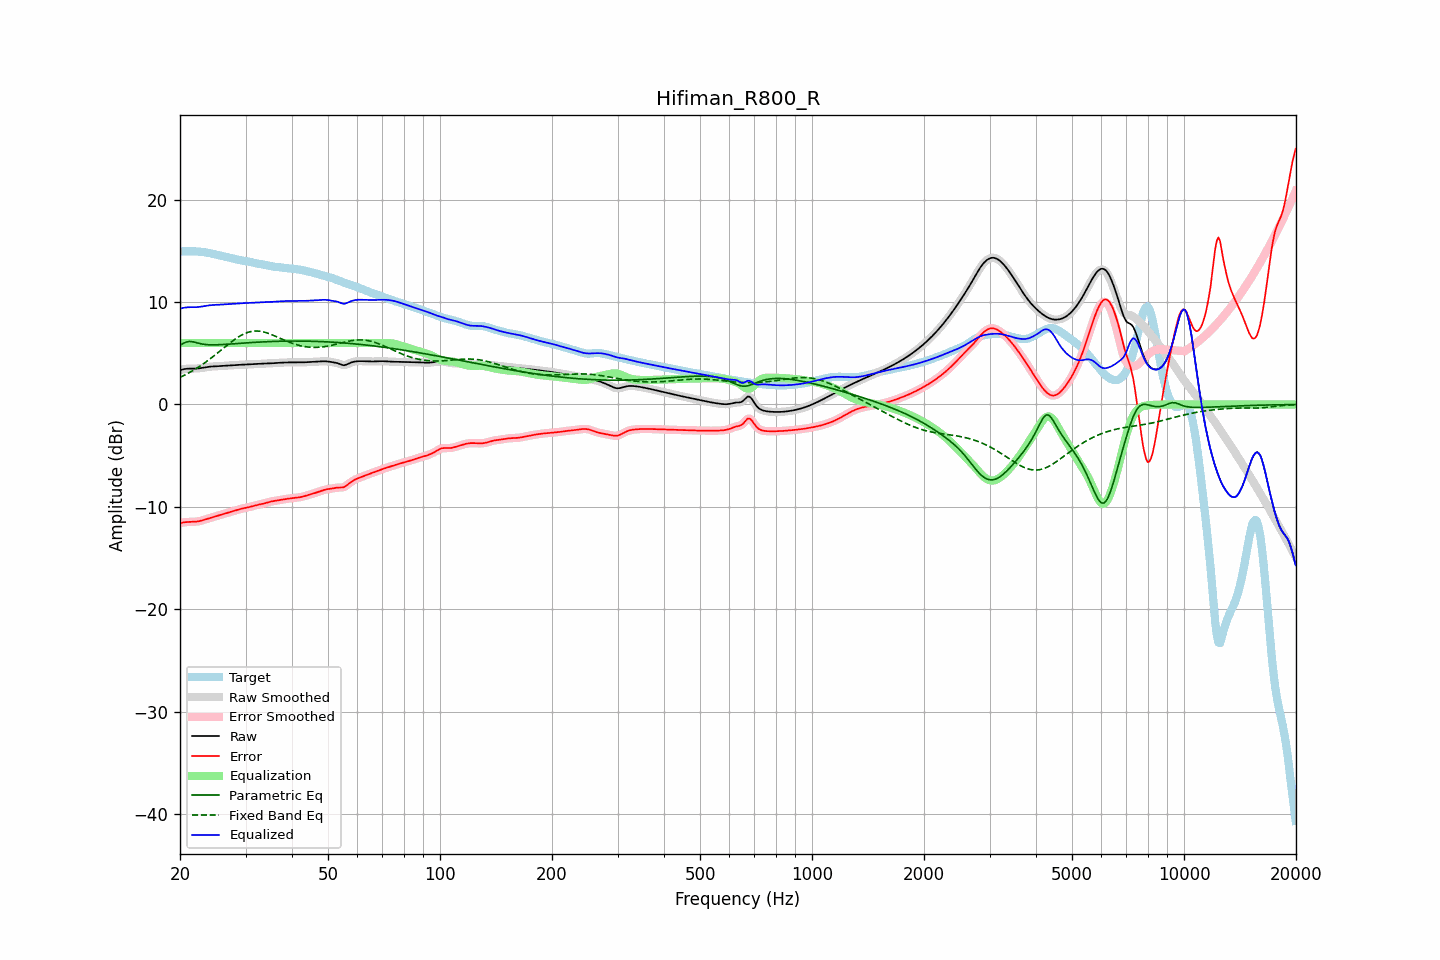 Hifiman_R800_R
Amplitude (dBr)
20
10
0
−10
−20
−30
−40
Target
Raw Smoothed
Error Smoothed
Raw
Error
Equalization
Parametric Eq
Fixed Band Eq
Equalized
20 50 100 200 500 1000 2000 5000 10000 20000
Frequency (Hz)